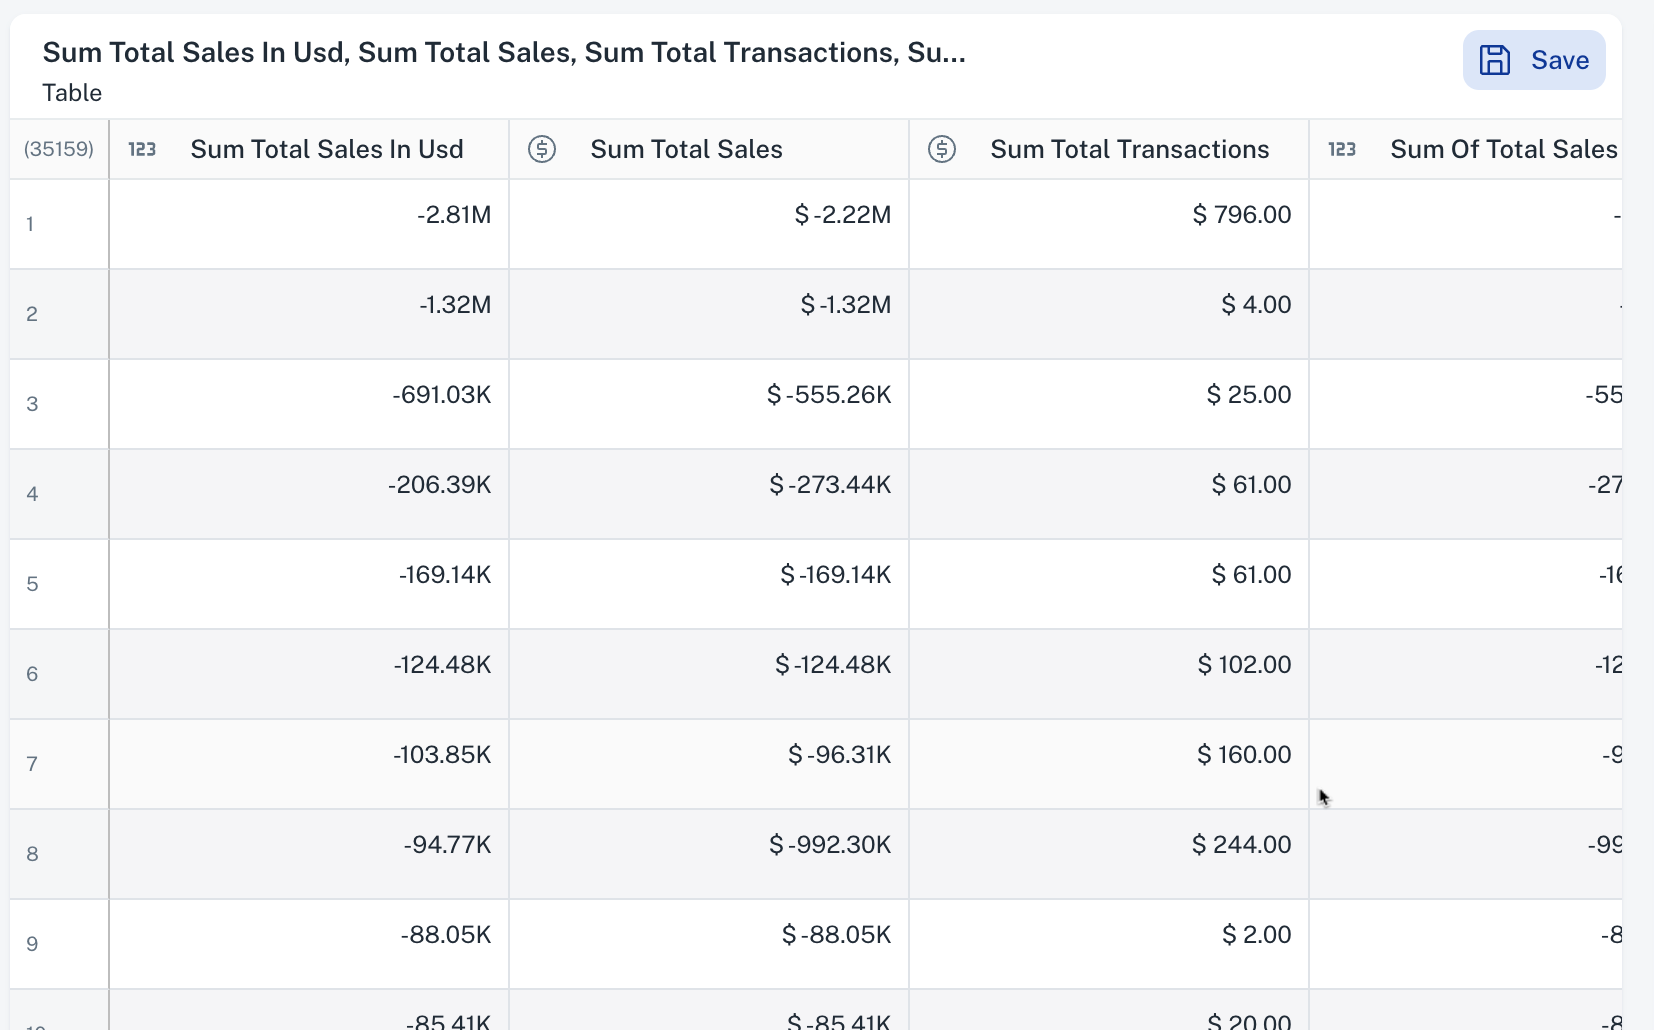 Sum Total Sales In Usd, Sum Total Sales, Sum Total Transactions, Su...
Table
Save
(35159) 123 Sum Total Sales In Usd Sum Total Sales Sum Total Transactions 123 Sum Of Total Sales
1 -2.81M $ -2.22M $ 796.00 -
2 -1.32M $ -1.32M $ 4.00 -
3 -691.03K $ -555.26K $ 25.00 -55
4 -206.39K $ -273.44K $ 61.00 -27
5 -169.14K $ -169.14K $ 61.00 -16
6 -124.48K $ -124.48K $ 102.00 -12
7 -103.85K $ -96.31K $ 160.00 -9
8 -94.77K $ -992.30K $ 244.00 -99
9 -88.05K $ -88.05K $ 2.00 -8
-85.41K $ -85.41K $ 20.00 -8